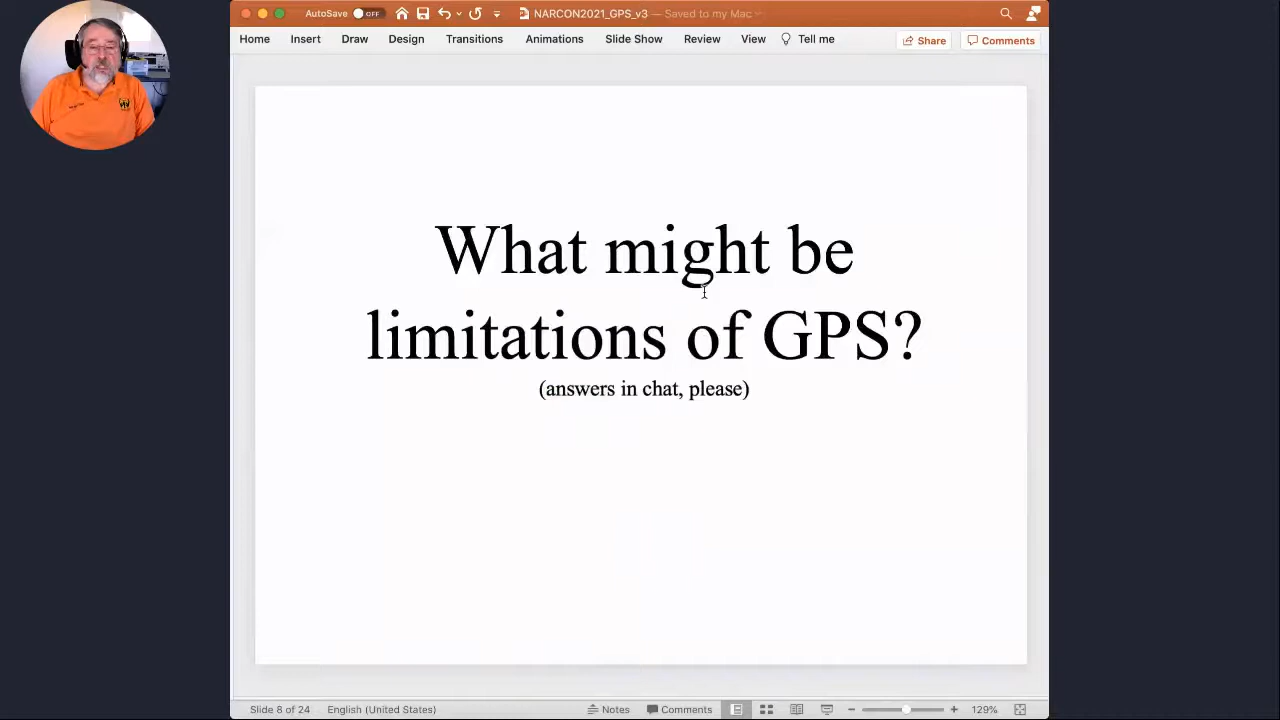 AutoSave OFF NARCON2021_GPS_v3 — Saved to my Mac
Home Insert Draw Design Transitions Animations Slide Show Review View Tell me Share Comments
What might be
limitations of GPS?
(answers in chat, please)
Slide 8 of 24 English (United States) Notes Comments 129%